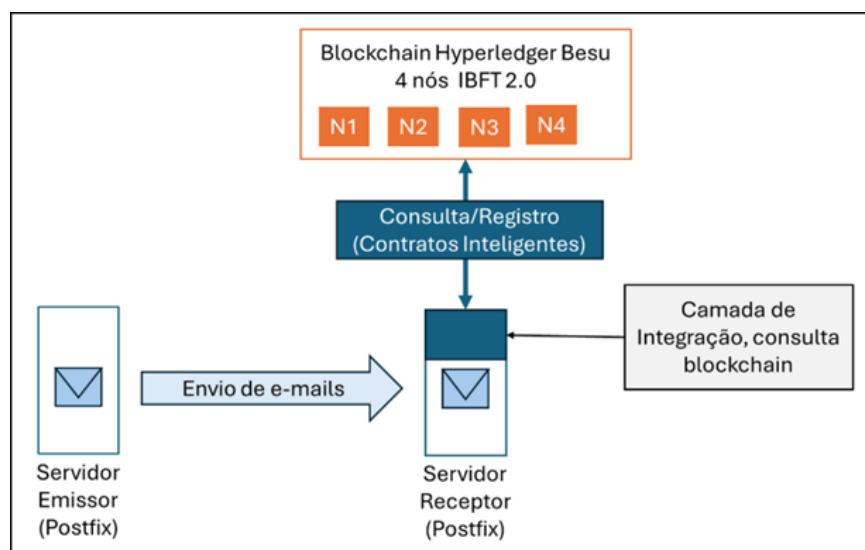 Blockchain Hyperledger Besu
4 nós IBFT 2.0
N1 N2 N3 N4
Consulta/Registro
(Contratos Inteligentes)
Camada de
Integração, consulta
blockchain
Envio de e-mails
Servidor
Emissor
(Postfix)
Servidor
Receptor
(Postfix)